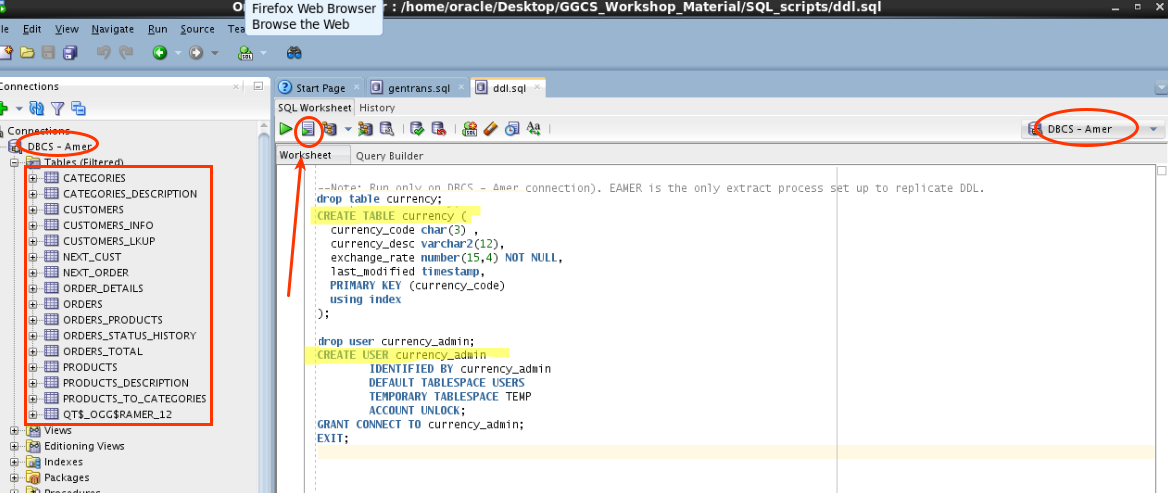 Firefox Web Browser
Browse the Web
: /home/oracle/Desktop/GGCS_Workshop_Material/SQL_scripts/ddl.sql
Edit View Navigate Run Source
Connections
Start Page
gentrans.sql
ddl.sql
SQL Worksheet History
DBCS - Amer
Worksheet Query Builder
Connections
DBCS - Amer
Tables (Filtered)
CATEGORIES
CATEGORIES_DESCRIPTION
CUSTOMERS
CUSTOMERS_INFO
CUSTOMERS_LKUP
NEXT_CUST
NEXT_ORDER
ORDER_DETAILS
ORDERS
ORDERS_PRODUCTS
ORDERS_STATUS_HISTORY
ORDERS_TOTAL
PRODUCTS
PRODUCTS_DESCRIPTION
PRODUCTS_TO_CATEGORIES
QT$_OGG$RAMER_12
Views
Editioning Views
Indexes
Packages
Procedures
--Note: Run only on DBCS - Amer connection). EAMER is the only extract process set up to replicate DDL.
drop table currency;
CREATE TABLE currency (
currency_code char(3) ,
currency_desc varchar2(12),
exchange_rate number(15,4) NOT NULL,
last_modified timestamp,
PRIMARY KEY (currency_code)
using index
);
drop user currency_admin;
CREATE USER currency_admin
IDENTIFIED BY currency_admin
DEFAULT TABLESPACE USERS
TEMPORARY TABLESPACE TEMP
ACCOUNT UNLOCK;
GRANT CONNECT TO currency_admin;
EXIT;